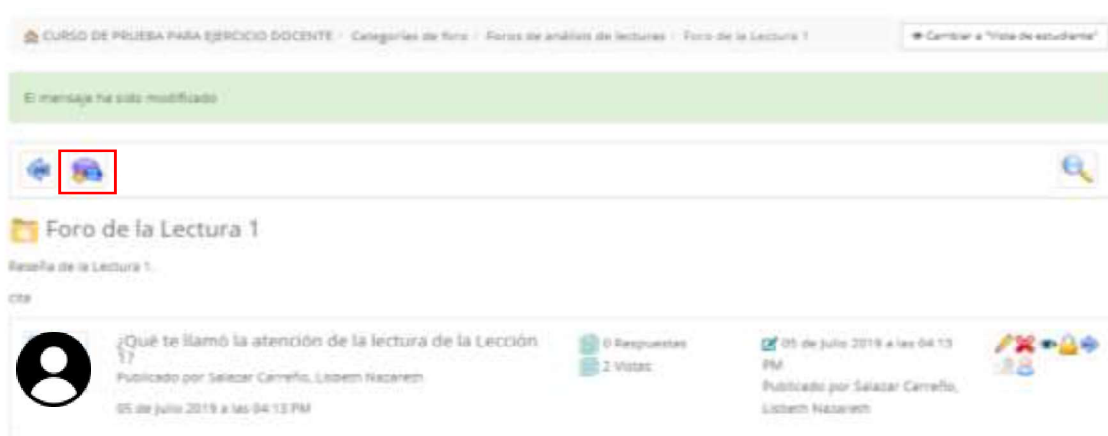 CURSO DE PRUEBA PARA EJERCICIO DOCENTE / Categorías de foro / Foros de análisis de lecturas / Foro de la Lectura 1
Cambiar a "Vista de estudiante"
El mensaje ha sido modificado
Foro de la Lectura 1
Reseña de la Lectura 1.
cite
¿Qué te llamó la atención de la lectura de la Lección
1?
Publicado por Salazar Carreño, Lisbeth Nazareth
05 de julio 2019 a las 04:13 PM
0 Respuestas
2 Vistas
05 de julio 2019 a las 04:13
PM
Publicado por Salazar Carreño,
Lisbeth Nazareth